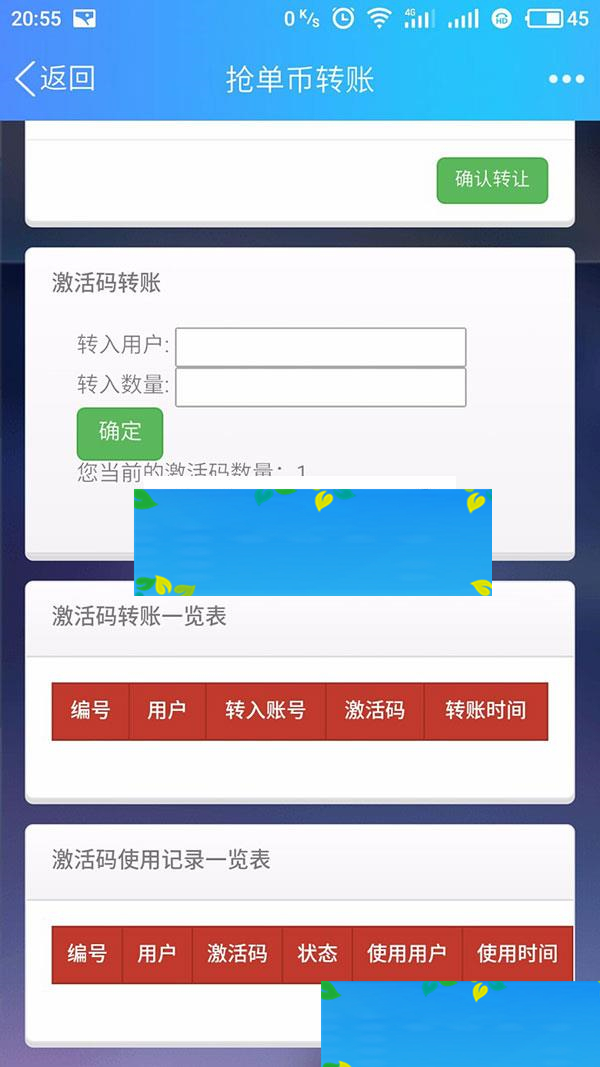 20:55 0 K/s 4G HD 45
返回 抢单币转账
确认转让
激活码转账
转入用户:
转入数量:
确定
您当前的激活码数量：1
激活码转账一览表
编号 用户 转入账号 激活码 转账时间
激活码使用记录一览表
编号 用户 激活码 状态 使用用户 使用时间